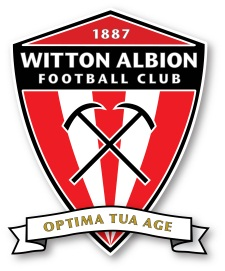 1887
WITTON ALBION
FOOTBALL CLUB
OPTIMA TUA AGE